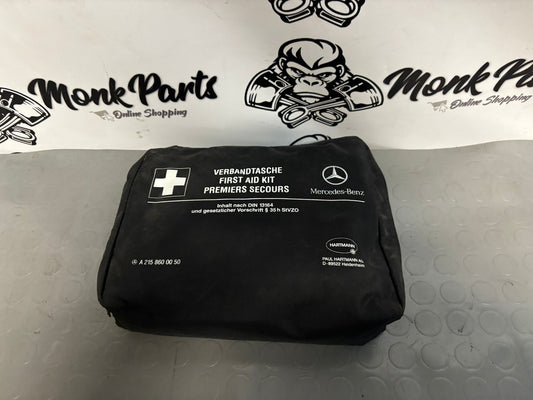 Monk Parts
Online Shopping
Monk Parts
Online Shopping
VERBANDTASCHE
FIRST AID KIT
PREMIERS SECOURS
Mercedes-Benz
Inhalt nach DIN 13164
und gesetzlicher Vorschrift § 35 h StVZO
HARTMANN
A 215 860 00 50
PAUL HARTMANN AG
D-89522 Heidenheim